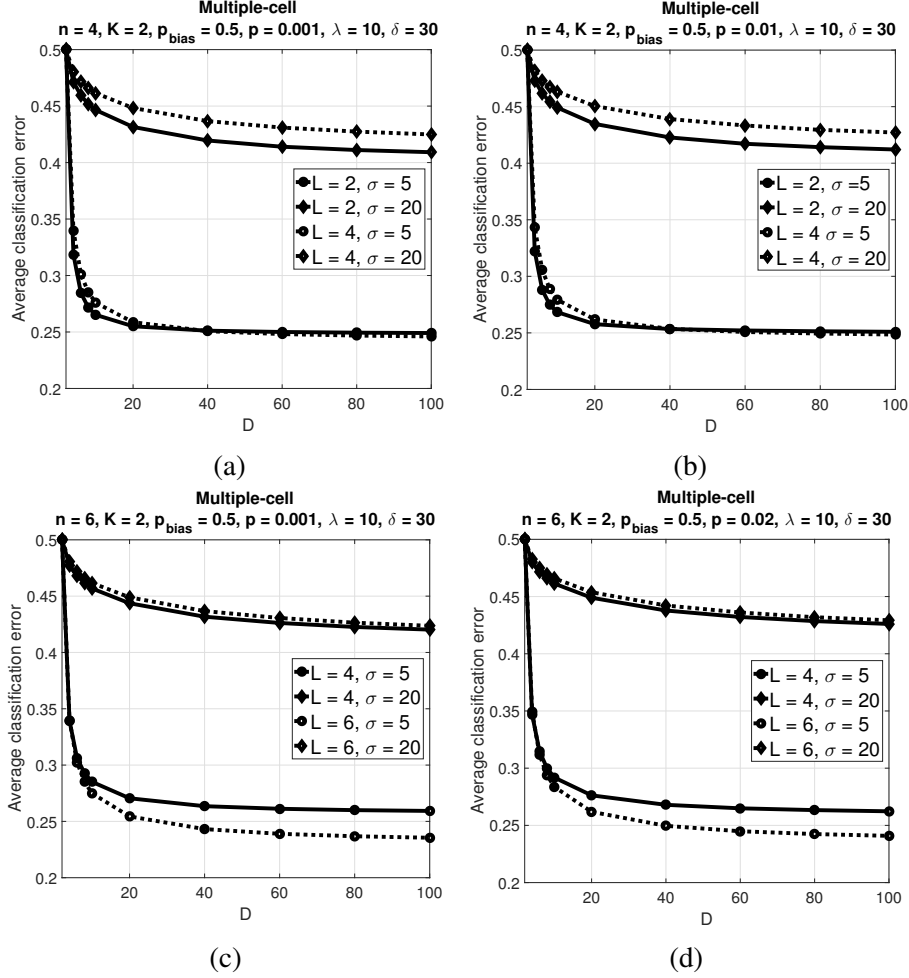 Multiple-cell
n = 4, K = 2, p_bias = 0.5, p = 0.001, λ = 10, δ = 30
0.5
0.45
0.4
0.35
0.3
0.25
0.2
Average classification error
L = 2, σ = 5
L = 2, σ = 20
L = 4, σ = 5
L = 4, σ = 20
20 40 60 80 100
D
(a)
Multiple-cell
n = 4, K = 2, p_bias = 0.5, p = 0.01, λ = 10, δ = 30
0.5
0.45
0.4
0.35
0.3
0.25
0.2
Average classification error
L = 2, σ =5
L = 2, σ = 20
L = 4 σ = 5
L = 4, σ = 20
20 40 60 80 100
D
(b)
Multiple-cell
n = 6, K = 2, p_bias = 0.5, p = 0.001, λ = 10, δ = 30
0.5
0.45
0.4
0.35
0.3
0.25
0.2
Average classification error
L = 4, σ = 5
L = 4, σ = 20
L = 6, σ = 5
L = 6, σ = 20
20 40 60 80 100
D
(c)
Multiple-cell
n = 6, K = 2, p_bias = 0.5, p = 0.02, λ = 10, δ = 30
0.5
0.45
0.4
0.35
0.3
0.25
0.2
Average classification error
L = 4, σ = 5
L = 4, σ = 20
L = 6, σ = 5
L = 6, σ = 20
20 40 60 80 100
D
(d)